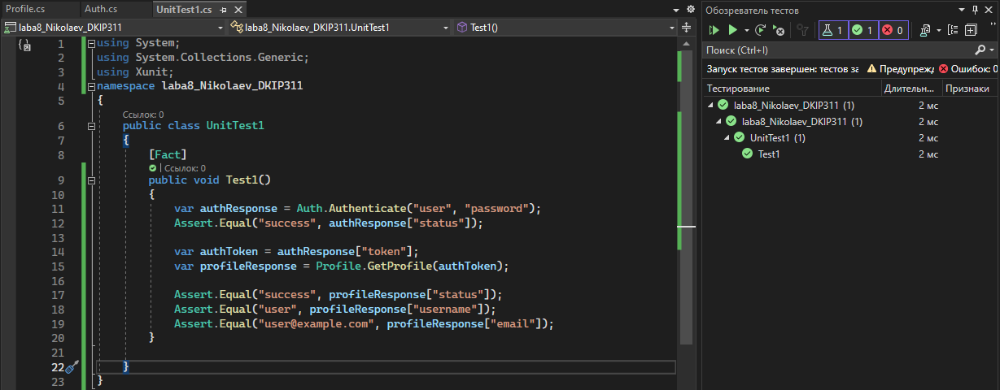 Profile.cs Auth.cs UnitTest1.cs
laba8_Nikolaev_DKIP311 laba8_Nikolaev_DKIP311.UnitTest1 Test1()
1 using System;
2 using System.Collections.Generic;
3 using Xunit;
4 namespace laba8_Nikolaev_DKIP311
5 {
Ссылок: 0
6 public class UnitTest1
7 {
8 [Fact]
| Ссылок: 0
9 public void Test1()
10 {
11 var authResponse = Auth.Authenticate("user", "password");
12 Assert.Equal("success", authResponse["status"]);
13
14 var authToken = authResponse["token"];
15 var profileResponse = Profile.GetProfile(authToken);
16
17 Assert.Equal("success", profileResponse["status"]);
18 Assert.Equal("user", profileResponse["username"]);
19 Assert.Equal("user@example.com", profileResponse["email"]);
20 }
21
22 }
23 }
Обозреватель тестов
1 1 0
Поиск (Ctrl+I)
Запуск тестов завершен: тестов за Предупрежд Ошибок: 0
Тестирование Длительн... Признаки
laba8_Nikolaev_DKIP311 (1) 2 мс
laba8_Nikolaev_DKIP311 (1) 2 мс
UnitTest1 (1) 2 мс
Test1 2 мс